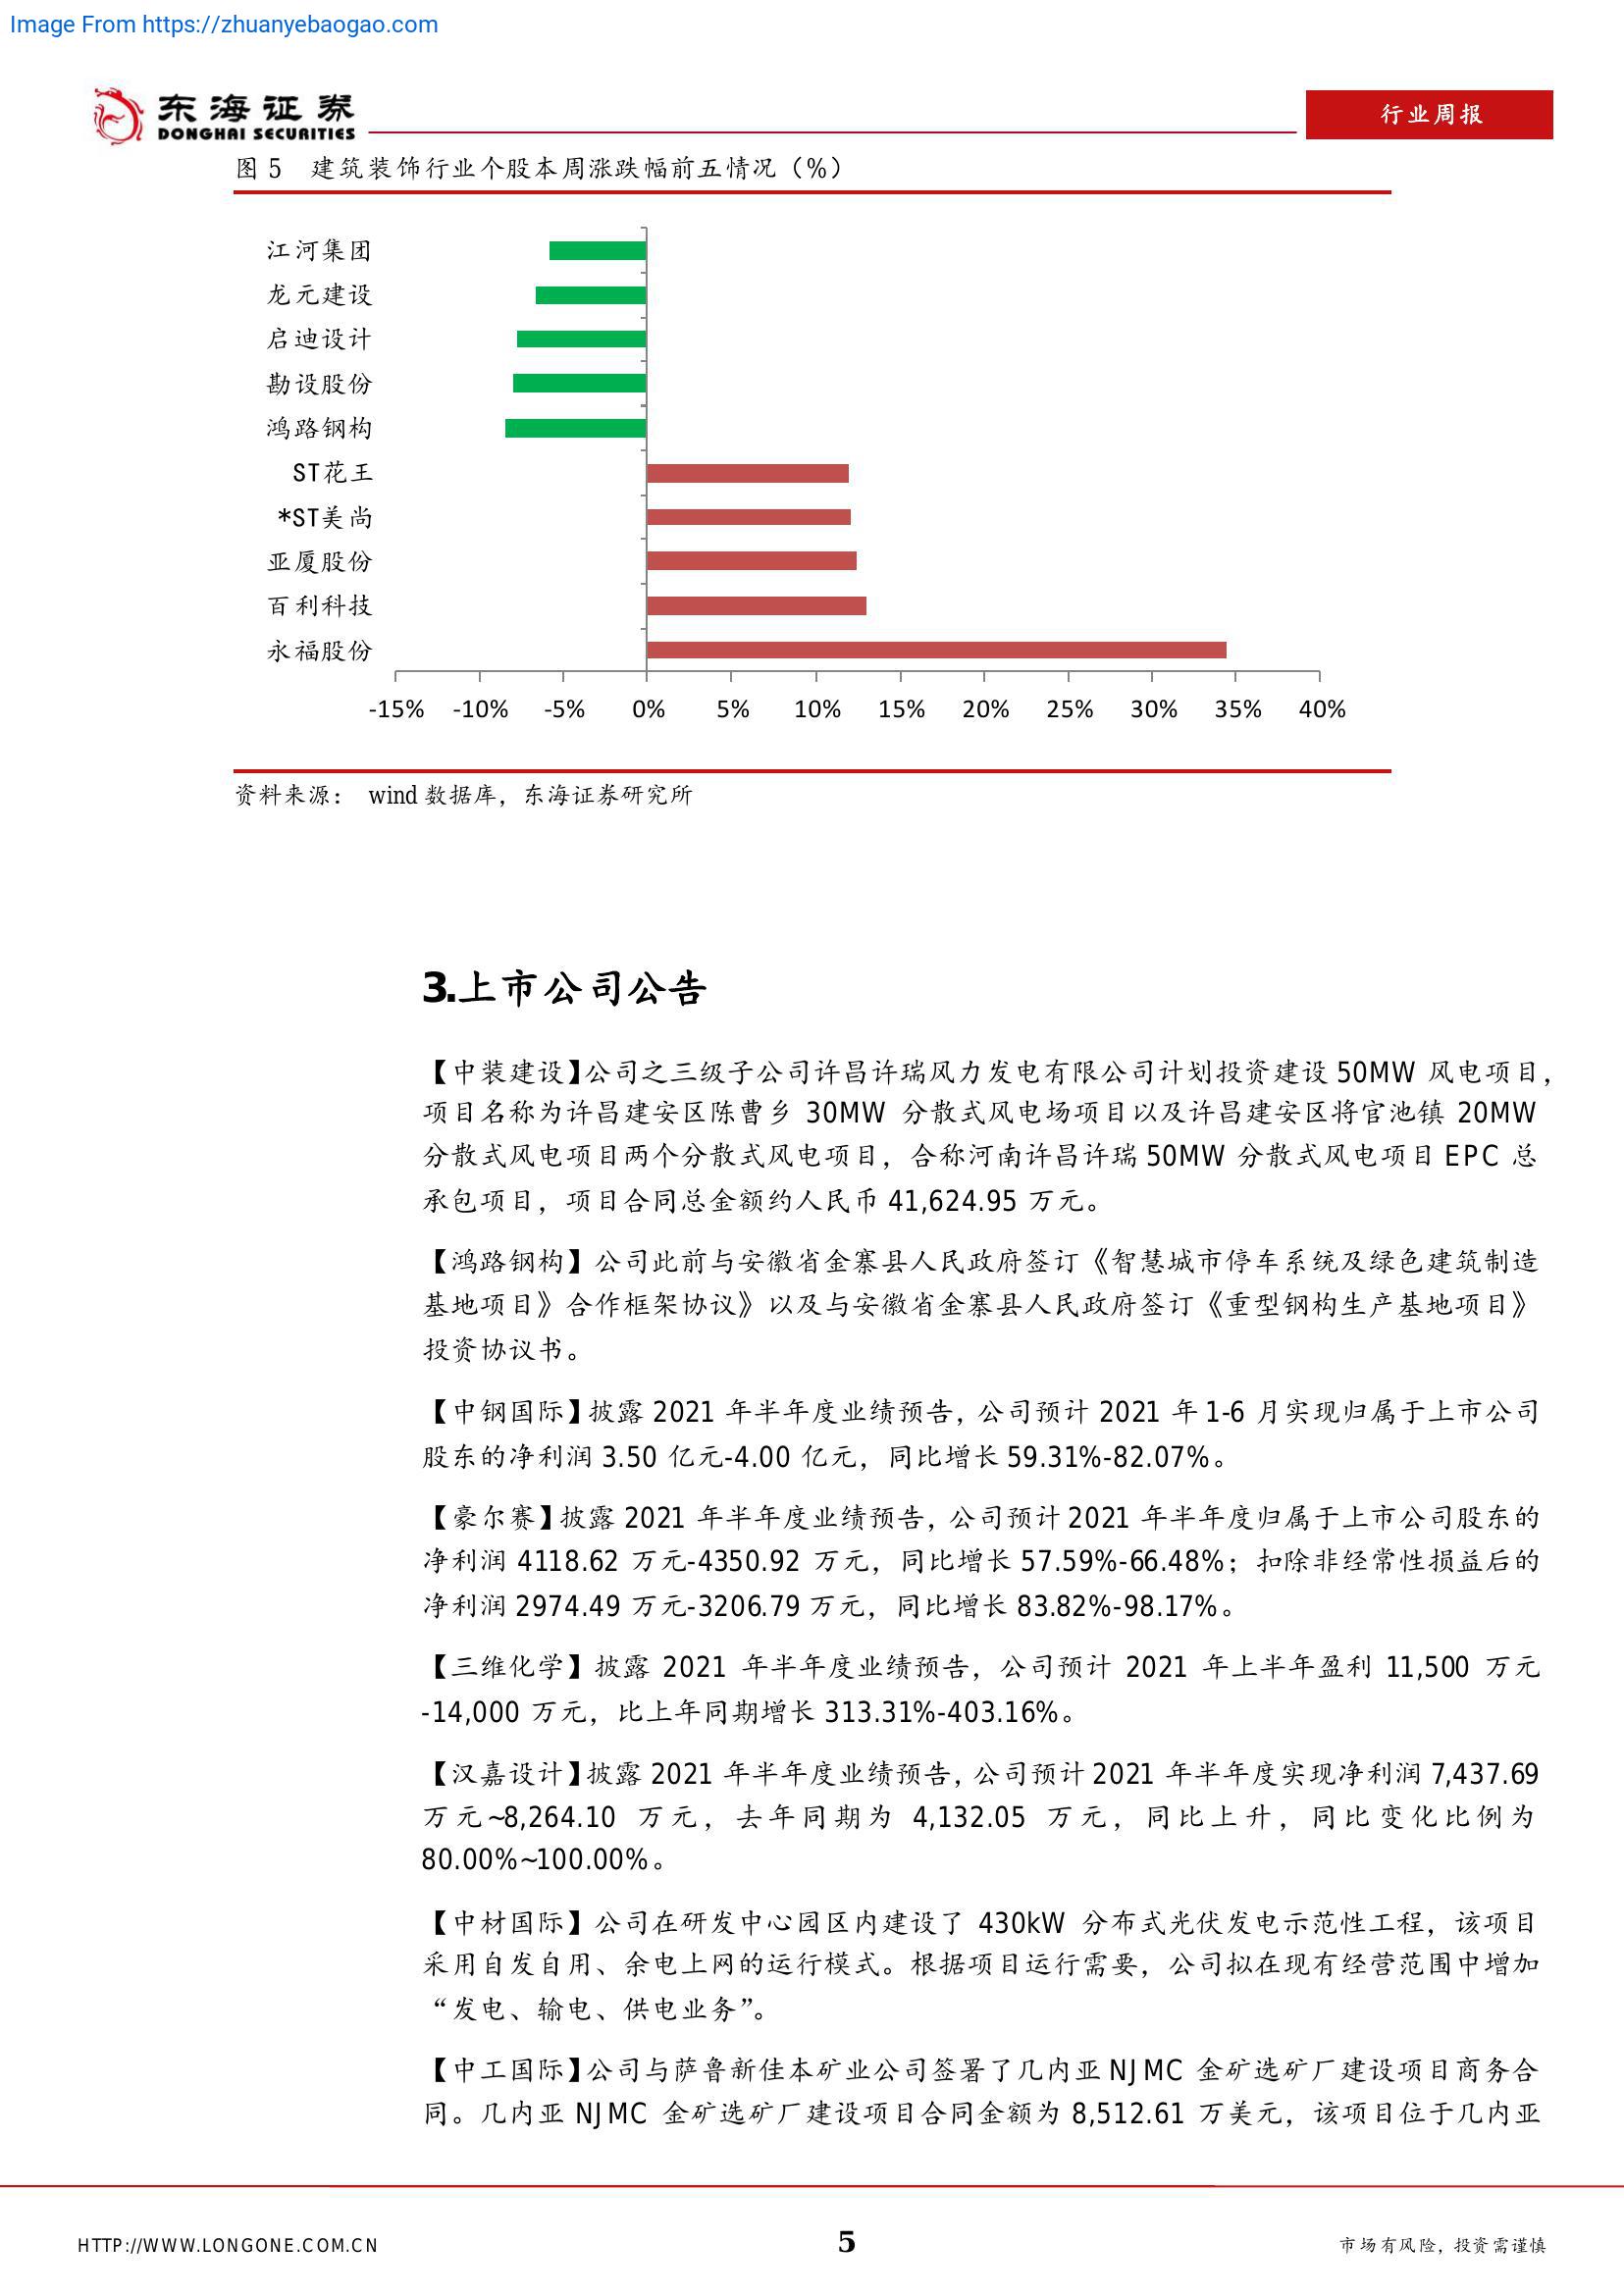 Image From https://zhuanyebaogao.com
东海证券
DONGHAI SECURITIES
行业周报
图 5 建筑装饰行业个股本周涨跌幅前五情况（%）
江河集团
龙元建设
启迪设计
勘设股份
鸿路钢构
ST花王
*ST美尚
亚厦股份
百利科技
永福股份
-15% -10% -5% 0% 5% 10% 15% 20% 25% 30% 35% 40%
资料来源： wind 数据库，东海证券研究所
3.上市公司公告
【中装建设】公司之三级子公司许昌许瑞风力发电有限公司计划投资建设 50MW 风电项目，
项目名称为许昌建安区陈曹乡 30MW 分散式风电场项目以及许昌建安区将官池镇 20MW
分散式风电项目两个分散式风电项目，合称河南许昌许瑞 50MW 分散式风电项目 EPC 总
承包项目，项目合同总金额约人民币 41,624.95 万元。
【鸿路钢构】公司此前与安徽省金寨县人民政府签订《智慧城市停车系统及绿色建筑制造
基地项目》合作框架协议》以及与安徽省金寨县人民政府签订《重型钢构生产基地项目》
投资协议书。
【中钢国际】披露 2021 年半年度业绩预告，公司预计 2021 年 1-6 月实现归属于上市公司
股东的净利润 3.50 亿元-4.00 亿元，同比增长 59.31%-82.07%。
【豪尔赛】披露 2021 年半年度业绩预告，公司预计 2021 年半年度归属于上市公司股东的
净利润 4118.62 万元-4350.92 万元，同比增长 57.59%-66.48%；扣除非经常性损益后的
净利润 2974.49 万元-3206.79 万元，同比增长 83.82%-98.17%。
【三维化学】披露 2021 年半年度业绩预告，公司预计 2021 年上半年盈利 11,500 万元
-14,000 万元，比上年同期增长 313.31%-403.16%。
【汉嘉设计】披露 2021 年半年度业绩预告，公司预计 2021 年半年度实现净利润 7,437.69
万元~8,264.10 万元，去年同期为 4,132.05 万元，同比上升，同比变化比例为
80.00%~100.00%。
【中材国际】公司在研发中心园区内建设了 430kW 分布式光伏发电示范性工程，该项目
采用自发自用、余电上网的运行模式。根据项目运行需要，公司拟在现有经营范围中增加
“发电、输电、供电业务”。
【中工国际】公司与萨鲁新佳本矿业公司签署了几内亚 NJMC 金矿选矿厂建设项目商务合
同。几内亚 NJMC 金矿选矿厂建设项目合同金额为 8,512.61 万美元，该项目位于几内亚
HTTP://WWW.LONGONE.COM.CN
5
市场有风险，投资需谨慎